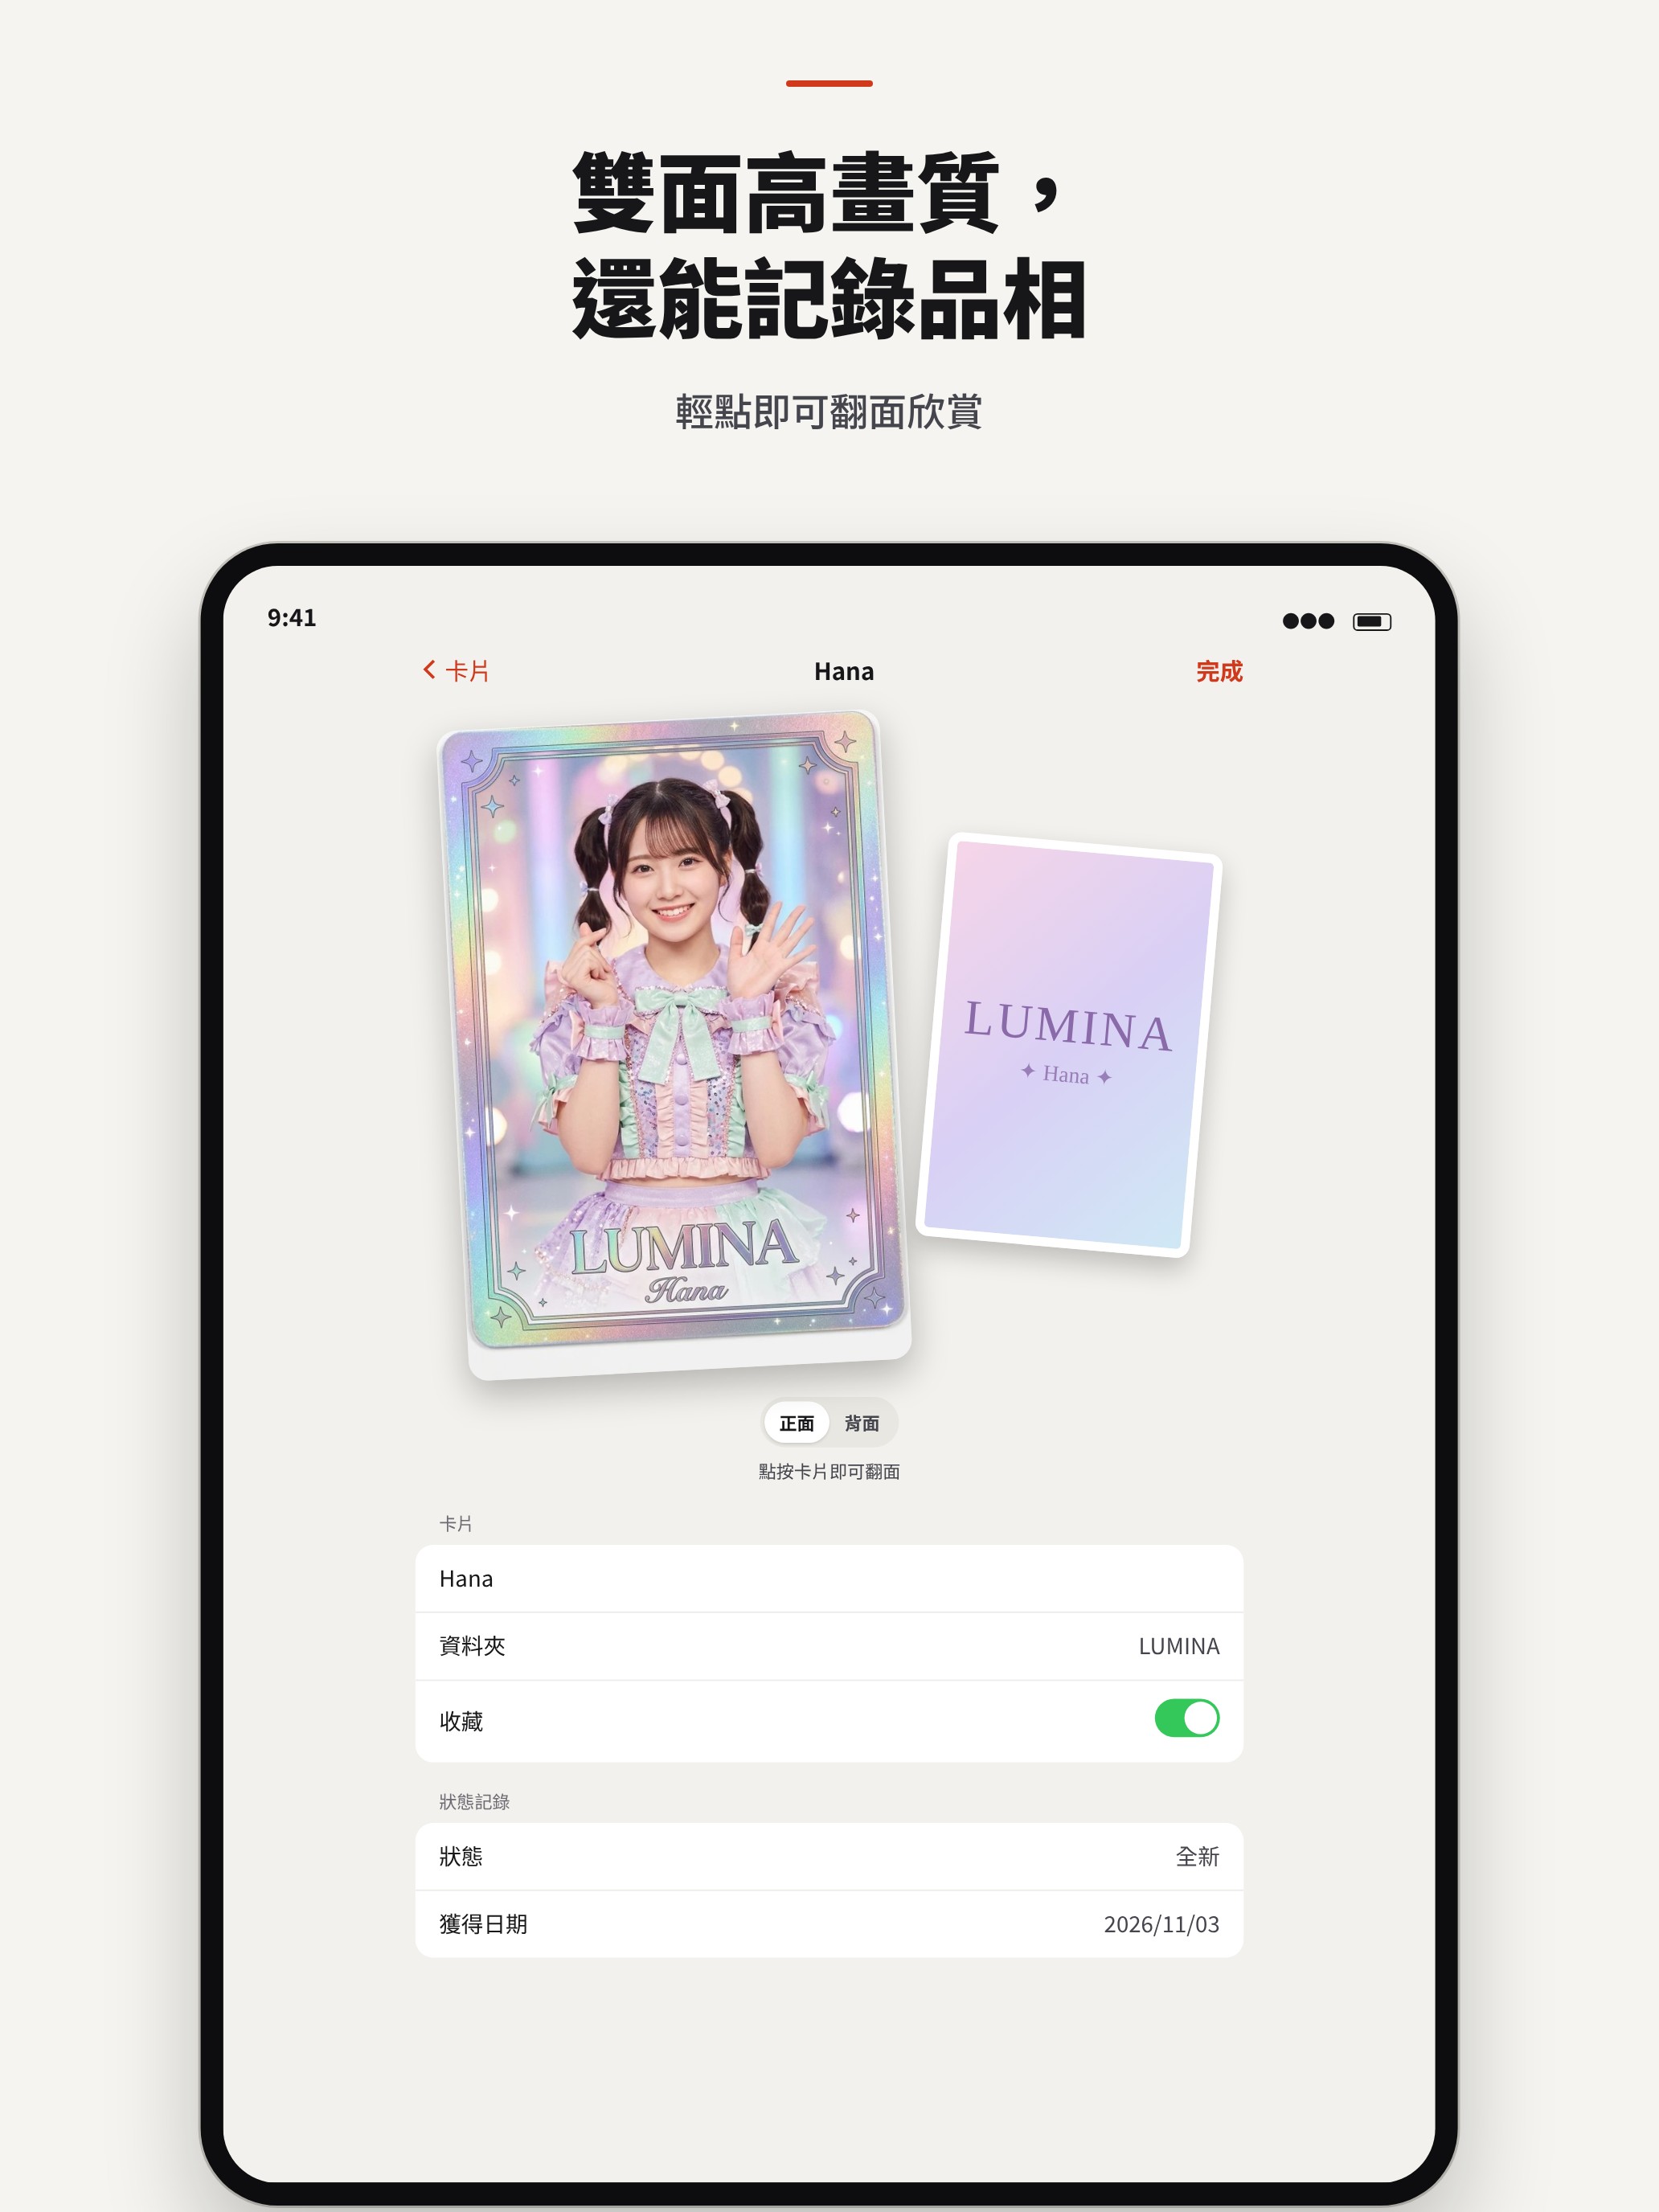 雙面高畫質，
還能記錄品相
輕點即可翻面欣賞
9:41
卡片
Hana
完成
LUMINA
Hana
LUMINA
✦ Hana ✦
正面
背面
點按卡片即可翻面
卡片
Hana
資料夾
LUMINA
收藏
狀態記錄
狀態
全新
獲得日期
2026/11/03